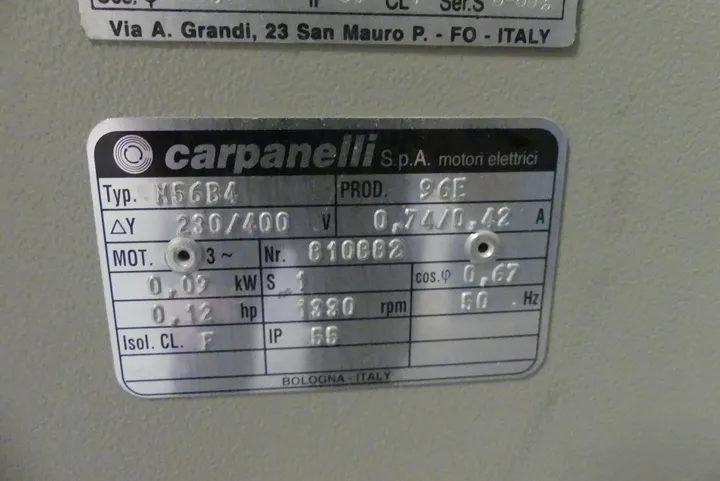 Via A. Grandi, 23 San Mauro P. - FO - ITALY
carpanelli S.p.A. motori elettrici
Typ. M56B4 PROD. 96E
ΔY 230/400 V 0,74/0,42 A
MOT. 3~ Nr. 810882
0,09 kW S 1 cos.φ 0,67
0,12 hp rpm 50 Hz
Isol. CL. F IP 55
BOLOGNA - ITALY